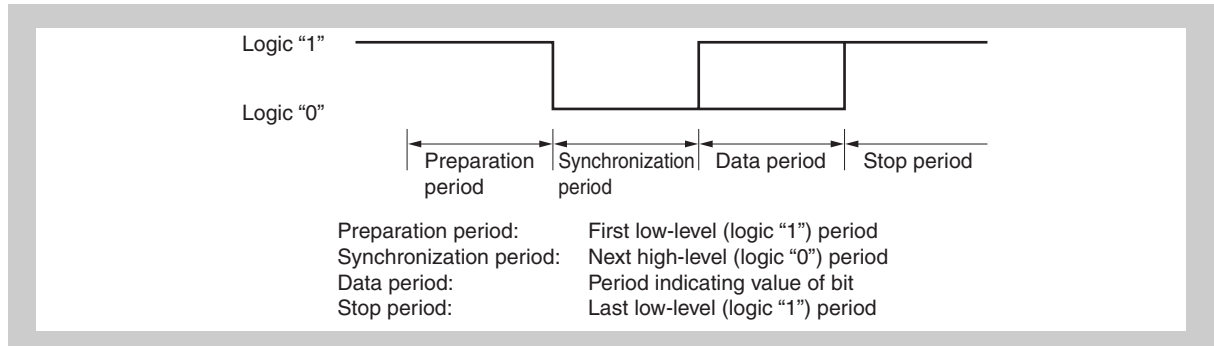 Logic “1”
Logic “0”
Preparation period
Synchronization period
Data period
Stop period
Preparation period: First low-level (logic “1”) period
Synchronization period: Next high-level (logic “0”) period
Data period: Period indicating value of bit
Stop period: Last low-level (logic “1”) period